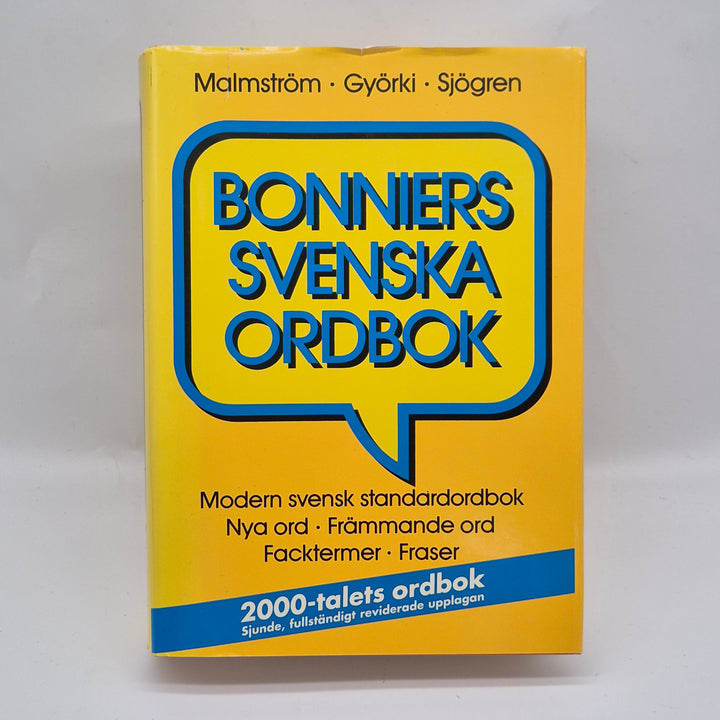 Malmström · Györki · Sjögren
BONNIERS
SVENSKA
ORDBOK
Modern svensk standardordbok
Nya ord · Främmande ord
Facktermer · Fraser
2000-talets ordbok
Sjunde, fullständigt reviderade upplagan